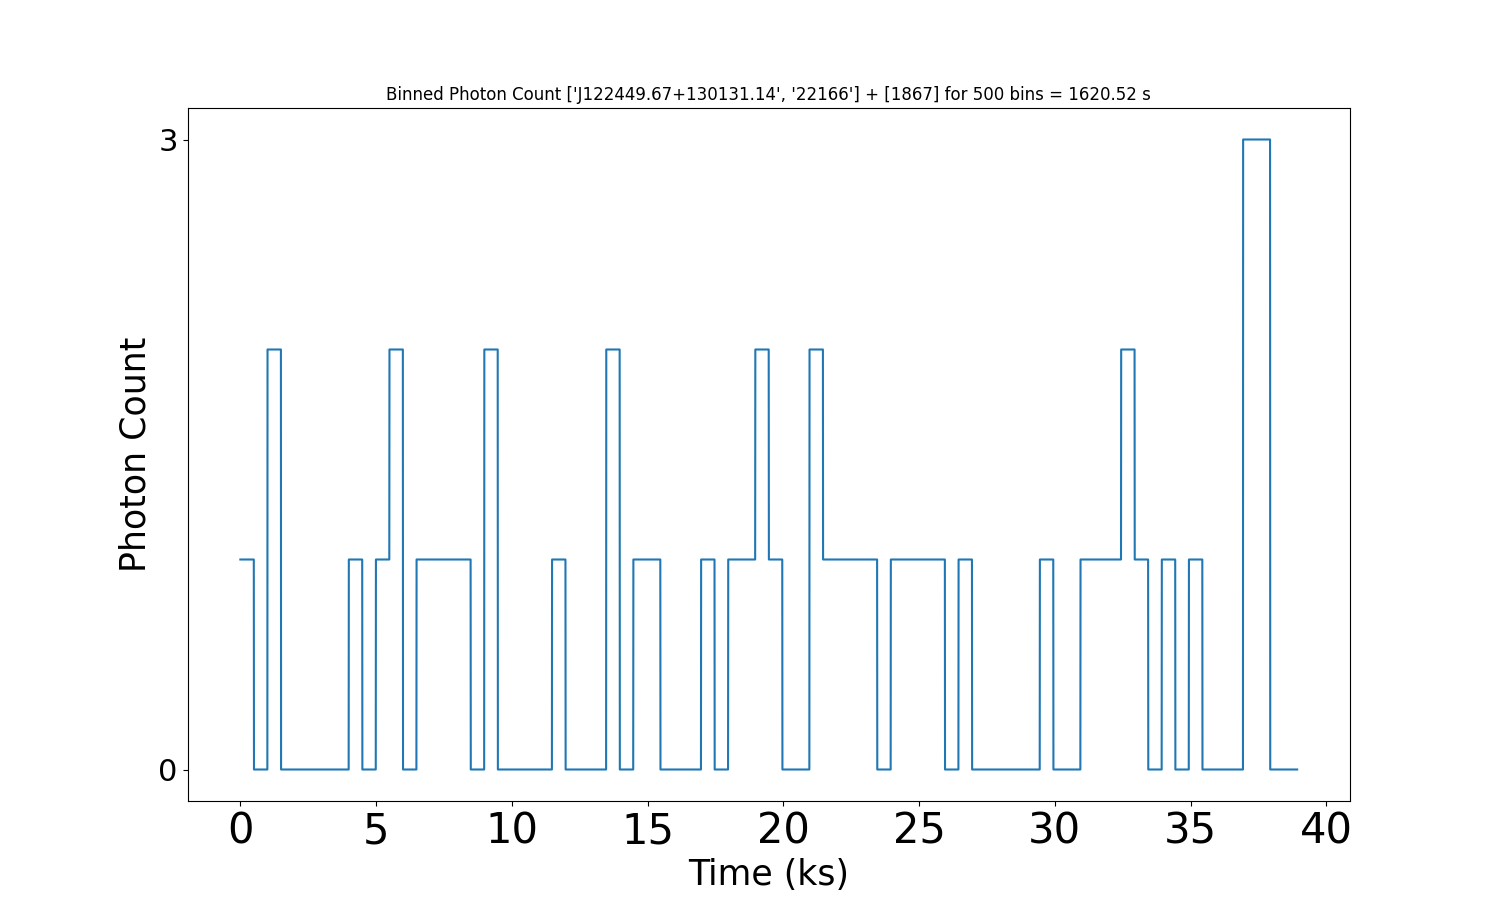 Binned Photon Count ['J122449.67+130131.14', '22166'] + [1867] for 500 bins = 1620.52 s
3
Photon Count
0
0 5 10 15 20 25 30 35 40
Time (ks)